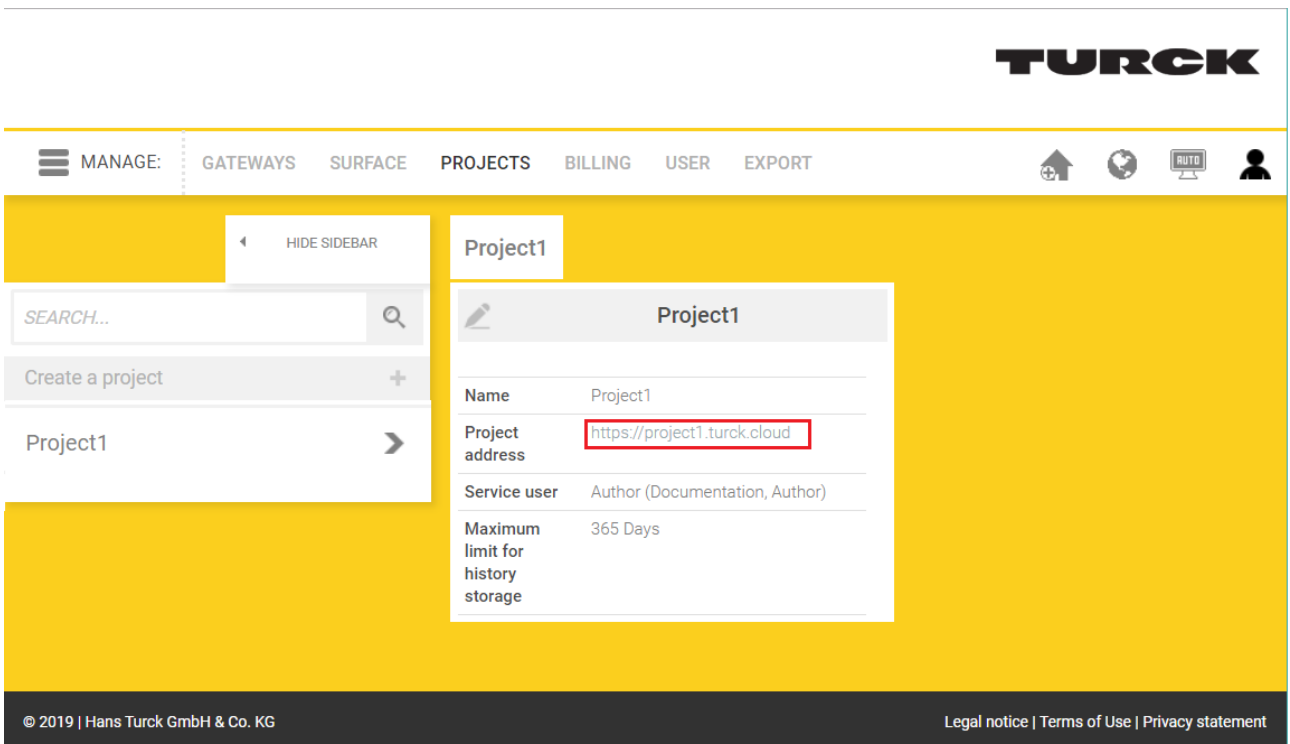 TURCK
MANAGE: GATEWAYS SURFACE PROJECTS BILLING USER EXPORT
AUTO
HIDE SIDEBAR
SEARCH...
Create a project +
Project1
Project1
Project1
Name Project1
Project
address
https://project1.turck.cloud
Service user Author (Documentation, Author)
Maximum
limit for
history
storage
365 Days
© 2019 | Hans Turck GmbH & Co. KG
Legal notice | Terms of Use | Privacy statement